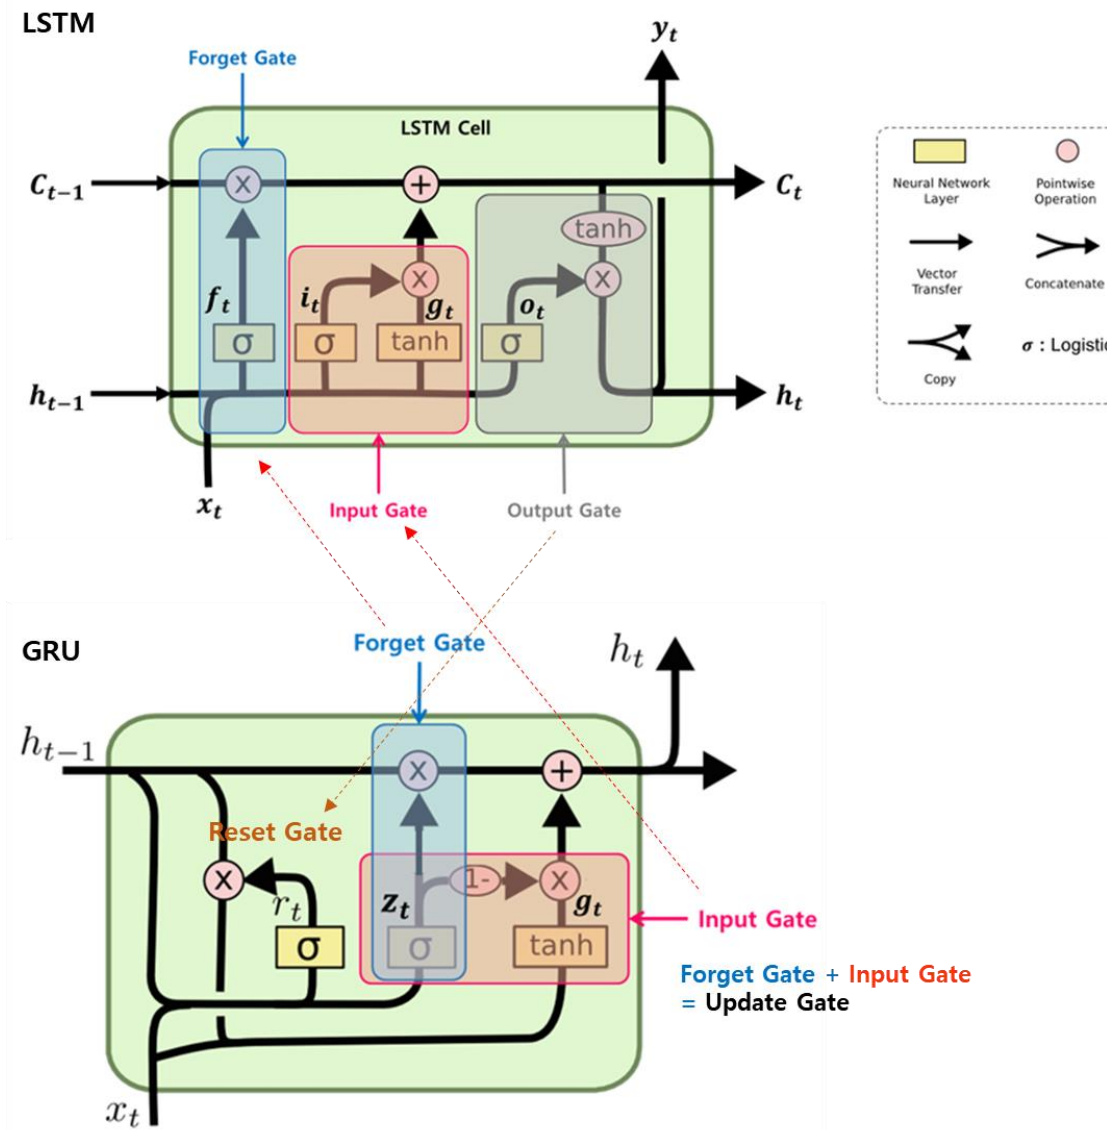 LSTM
Forget Gate
y_t
LSTM Cell
C_{t-1}
x
+
C_t
tanh
x
f_t
i_t
g_t
o_t
σ
σ
tanh
σ
h_{t-1}
h_t
x_t
Input Gate
Output Gate
Neural Network
Layer
Pointwise
Operation
Vector
Transfer
Concatenate
Copy
σ : Logistic
GRU
Forget Gate
h_t
h_{t-1}
x
+
Reset Gate
x
r_t
z_t
1-
x
g_t
σ
σ
tanh
Input Gate
Forget Gate + Input Gate
= Update Gate
x_t